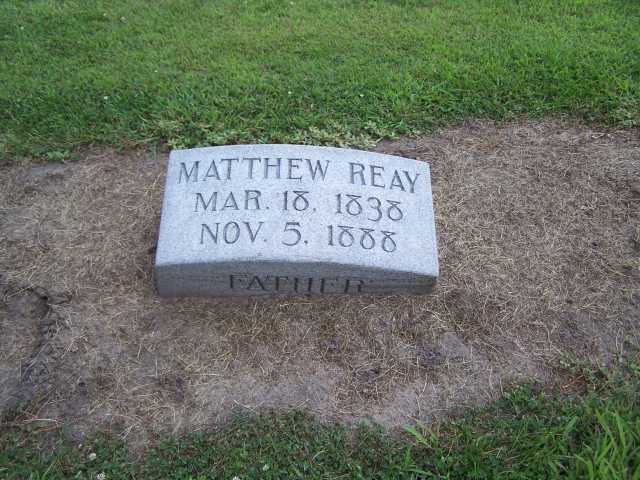 MATTHEW REAY
MAR. 18, 1838
NOV. 5, 1888
FATHER